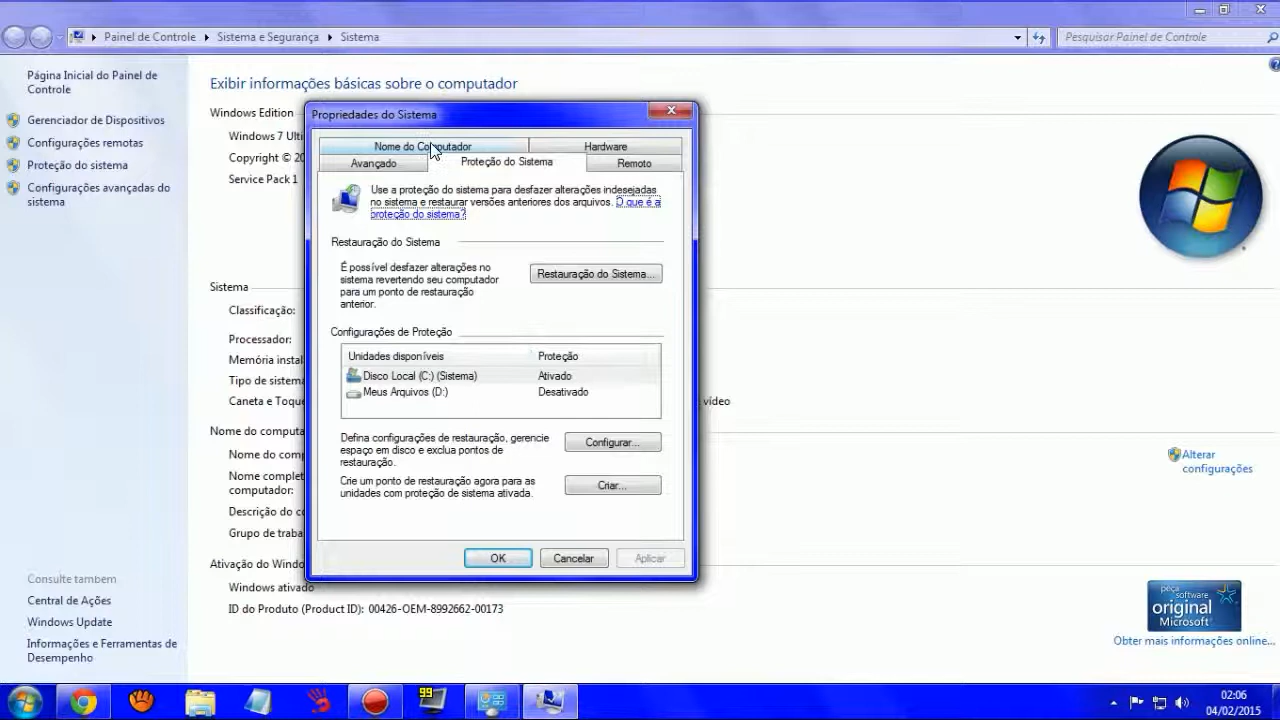 Painel de Controle
Sistema e Segurança
Sistema
Pesquisar Painel de Controle
Página Inicial do Painel de
Controle
Gerenciador de Dispositivos
Configurações remotas
Proteção do sistema
Configurações avançadas do
sistema
Consulte também
Central de Ações
Windows Update
Informações e Ferramentas de
Desempenho
Exibir informações básicas sobre o computador
Windows Edition
Windows 7 Ulti
Copyright © 20
Service Pack 1
Sistema
Classificação:
Processador:
Memória instal
Tipo de sistema
Caneta e Toque
vídeo
Nome do computa
Nome do comp
Nome complet
computador:
Descrição do co
Grupo de traba
Alterar
configurações
Ativação do Windo
Windows ativado
ID do Produto (Product ID): 00426-OEM-8992662-00173
peça
software
original
Microsoft
Obter mais informações online...
Propriedades do Sistema
Nome do Computador
Hardware
Avançado
Proteção do Sistema
Remoto
Use a proteção do sistema para desfazer alterações indesejadas
no sistema e restaurar versões anteriores dos arquivos. O que é a
proteção do sistema?
Restauração do Sistema
É possível desfazer alterações no
sistema revertendo seu computador
para um ponto de restauração
anterior.
Restauração do Sistema...
Configurações de Proteção
Unidades disponíveis Proteção
Disco Local (C:) (Sistema) Ativado
Meus Arquivos (D:) Desativado
Defina configurações de restauração, gerencie
espaço em disco e exclua pontos de
restauração.
Configurar...
Crie um ponto de restauração agora para as
unidades com proteção de sistema ativada.
Criar...
OK
Cancelar
Aplicar
99
02:06
04/02/2015